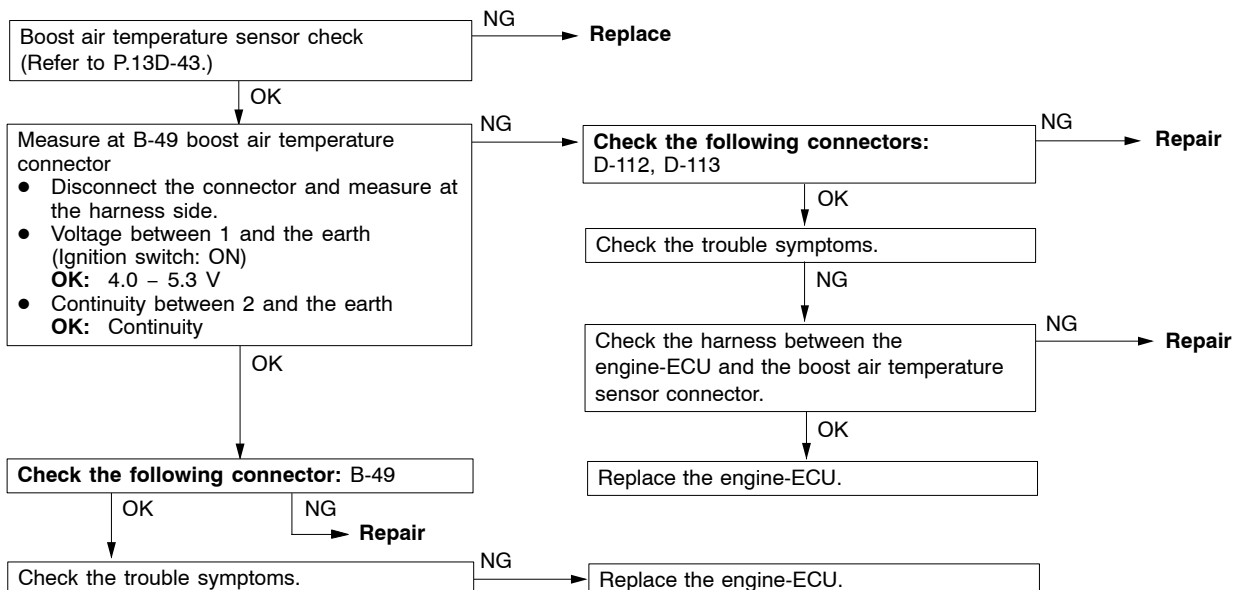 Boost air temperature sensor check
(Refer to P.13D-43.)
NG
Replace
OK
Measure at B-49 boost air temperature
connector
● Disconnect the connector and measure at
the harness side.
● Voltage between 1 and the earth
(Ignition switch: ON)
OK: 4.0 – 5.3 V
● Continuity between 2 and the earth
OK: Continuity
NG
Check the following connectors:
D-112, D-113
NG
Repair
OK
Check the trouble symptoms.
NG
Check the harness between the
engine-ECU and the boost air temperature
sensor connector.
NG
Repair
OK
Replace the engine-ECU.
OK
Check the following connector: B-49
OK
NG
Repair
Check the trouble symptoms.
NG
Replace the engine-ECU.